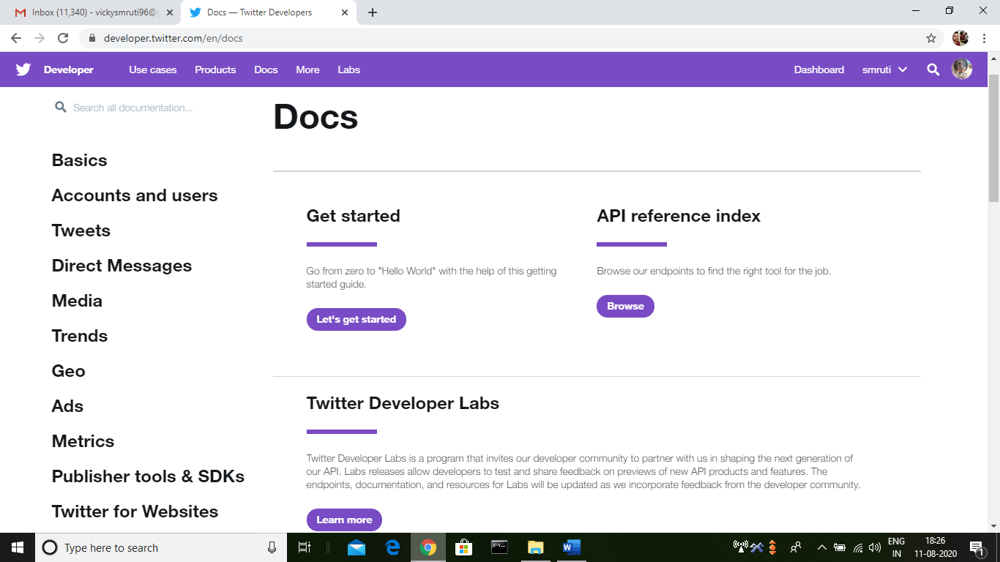 Inbox (11,340) - vickysmruti96@g
Docs — Twitter Developers
developer.twitter.com/en/docs
Developer
Use cases
Products
Docs
More
Labs
Dashboard
smruti
Search all documentation...
Basics
Accounts and users
Tweets
Direct Messages
Media
Trends
Geo
Ads
Metrics
Publisher tools & SDKs
Twitter for Websites
Docs
Get started
Go from zero to "Hello World" with the help of this getting
started guide.
Let's get started
API reference index
Browse our endpoints to find the right tool for the job.
Browse
Twitter Developer Labs
Twitter Developer Labs is a program that invites our developer community to partner with us in shaping the next generation of
our API. Labs releases allow developers to test and share feedback on previews of new API products and features. The
endpoints, documentation, and resources for Labs will be updated as we incorporate feedback from the developer community.
Learn more
Type here to search
ENG
IN
18:26
11-08-2020
1